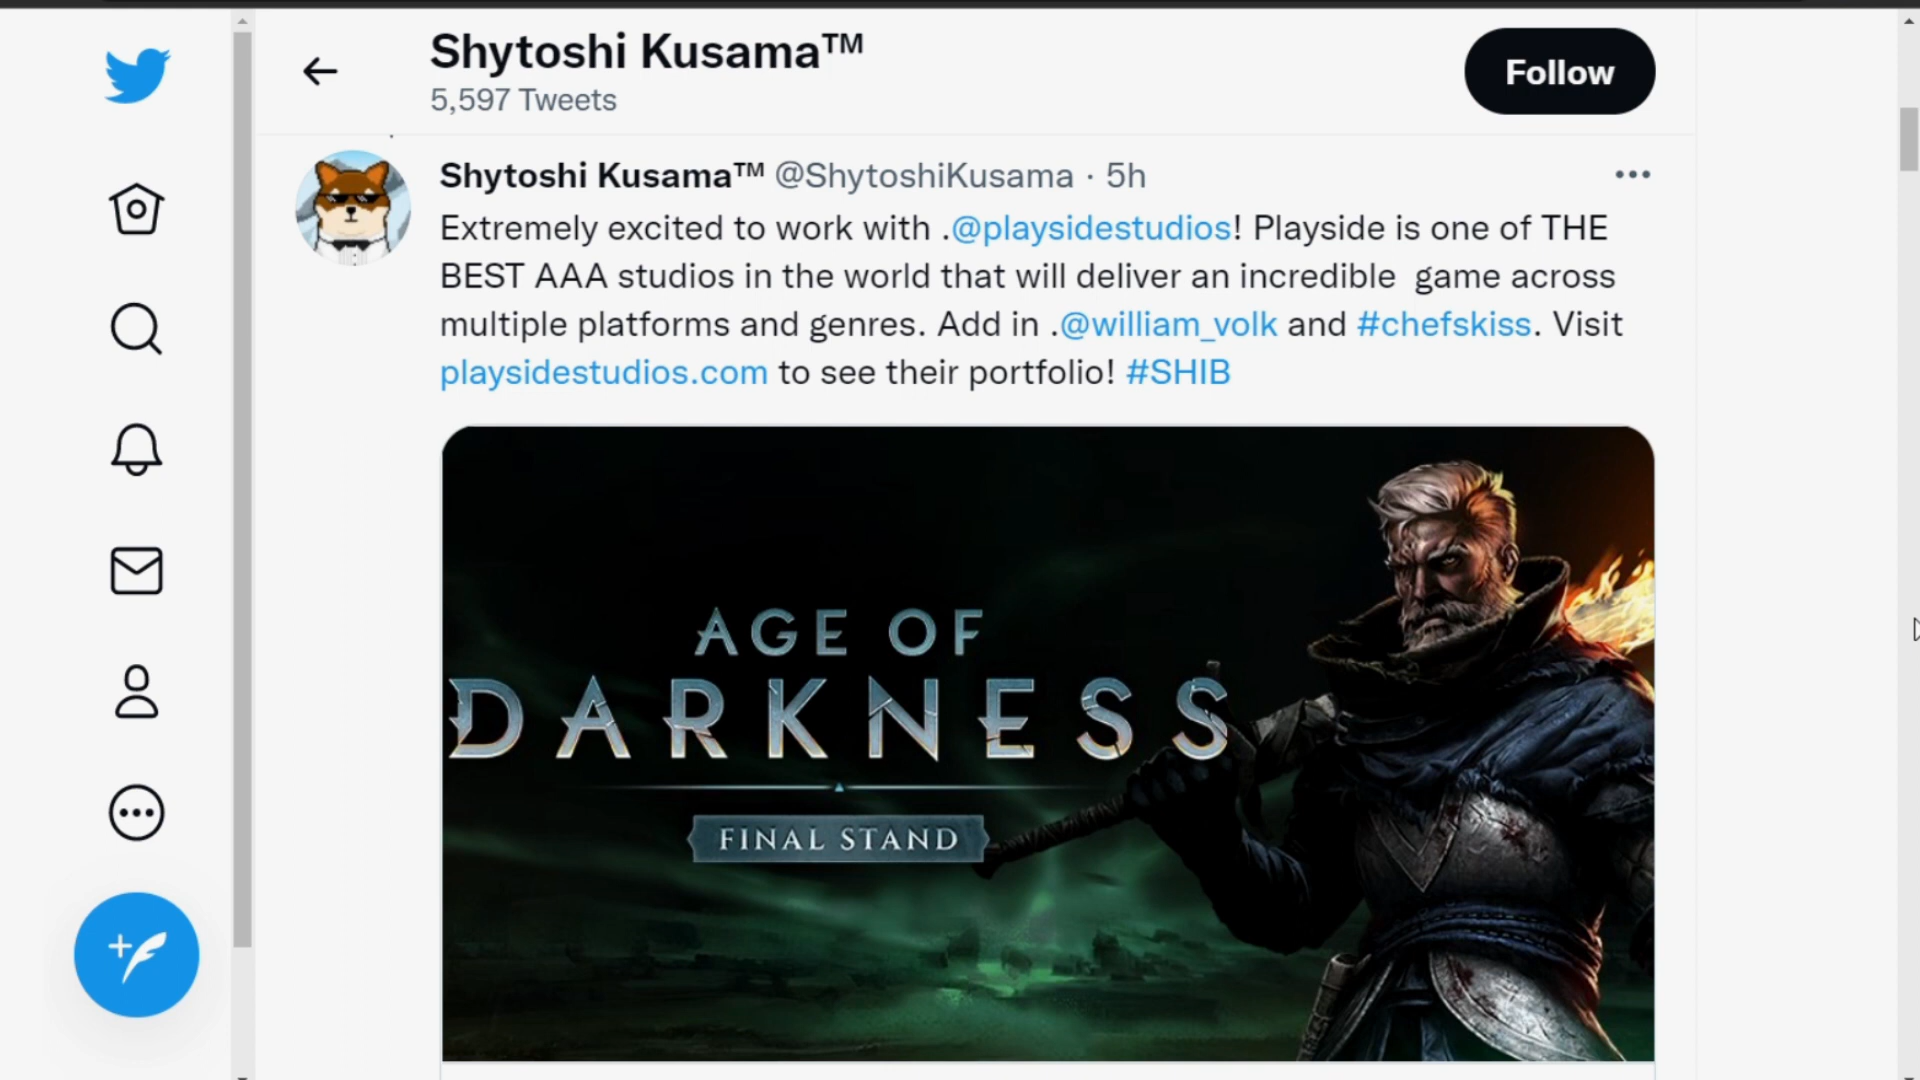 Shytoshi Kusama™
5,597 Tweets
Follow
Shytoshi Kusama™ @ShytoshiKusama · 5h
Extremely excited to work with .@playsidestudios! Playside is one of THE
BEST AAA studios in the world that will deliver an incredible  game across
multiple platforms and genres. Add in .@william_volk and #chefskiss. Visit
playsidestudios.com to see their portfolio! #SHIB
AGE OF
DARKNESS
FINAL STAND